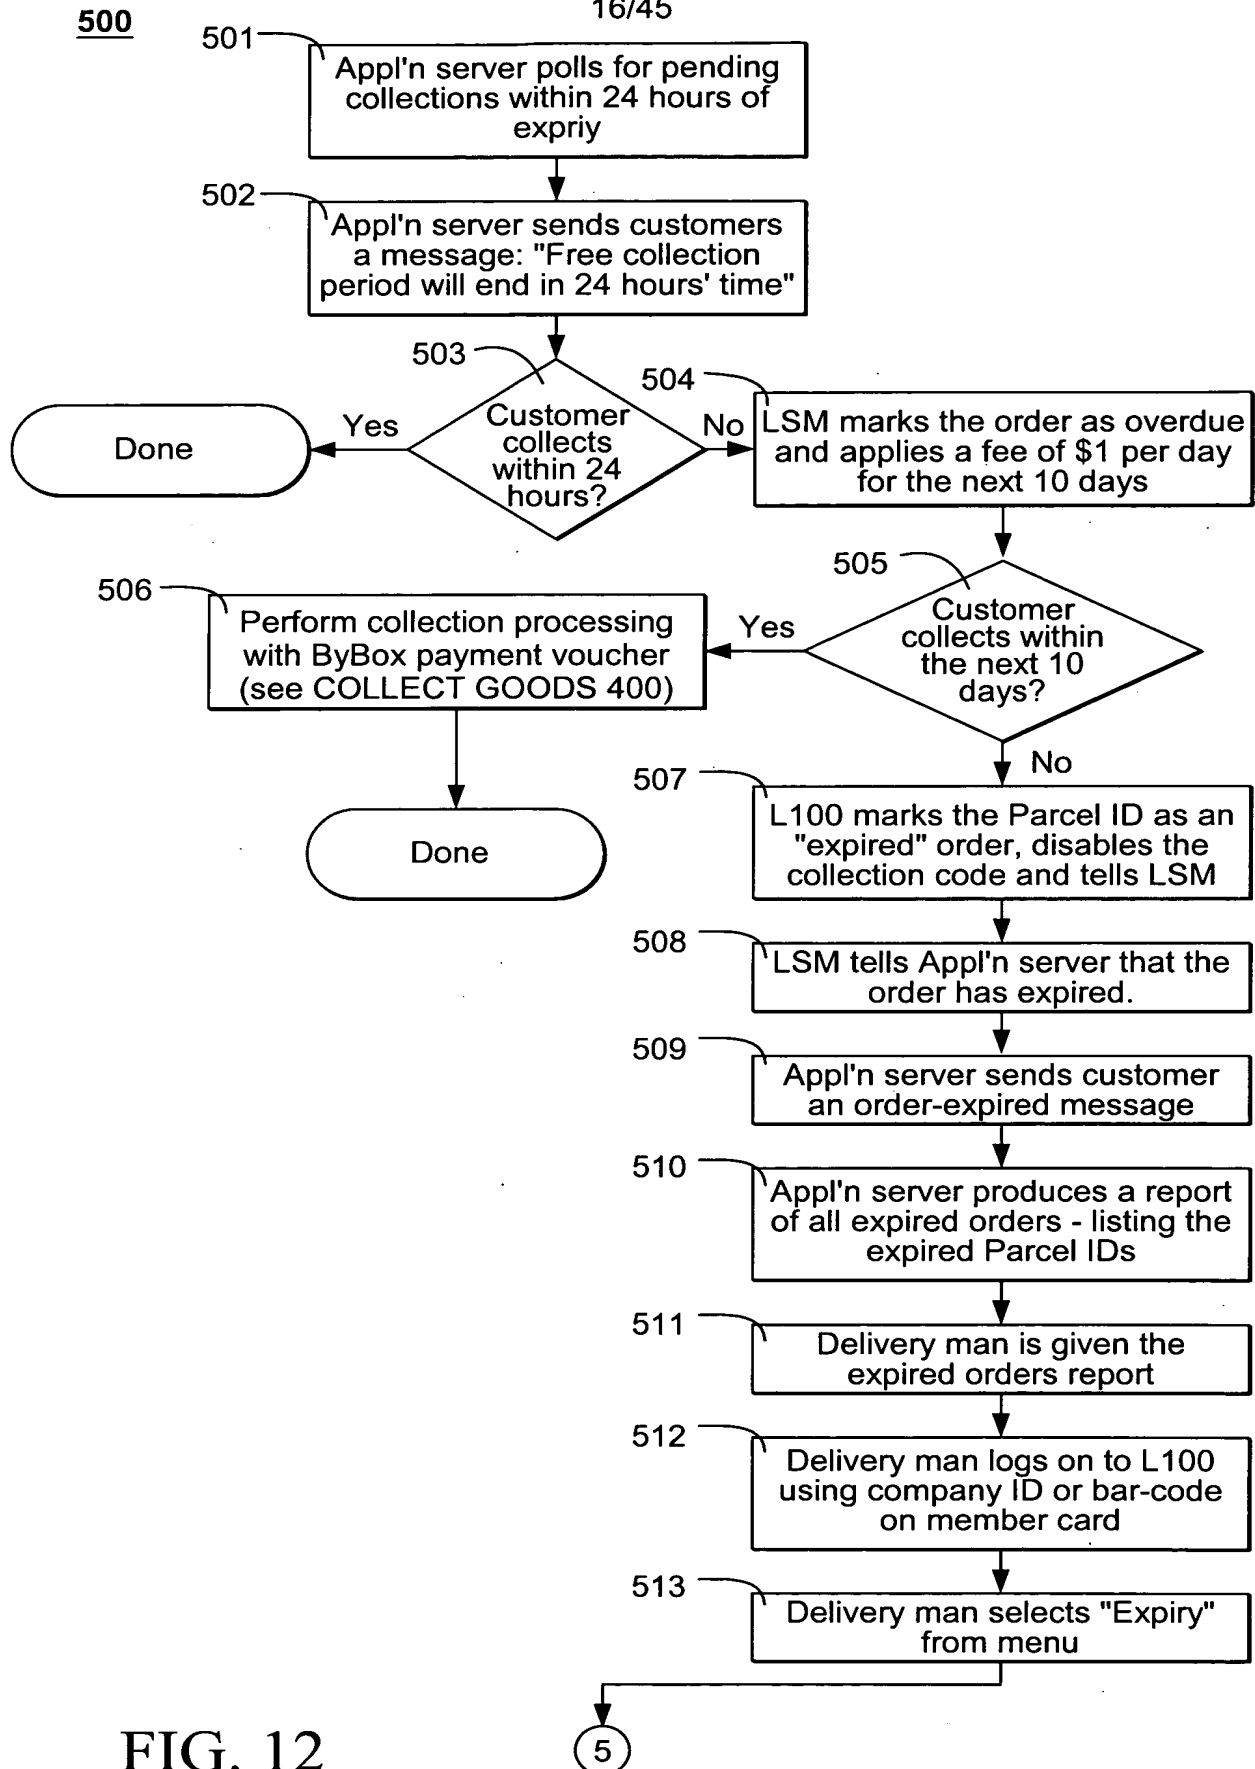 500
16/45
501
Appl'n server polls for pending
collections within 24 hours of
expriy
502
Appl'n server sends customers
a message: "Free collection
period will end in 24 hours' time"
503
Customer
collects
within 24
hours?
Yes
Done
No
504
LSM marks the order as overdue
and applies a fee of $1 per day
for the next 10 days
505
Customer
collects within
the next 10
days?
Yes
506
Perform collection processing
with ByBox payment voucher
(see COLLECT GOODS 400)
Done
No
507
L100 marks the Parcel ID as an
"expired" order, disables the
collection code and tells LSM
508
LSM tells Appl'n server that the
order has expired.
509
Appl'n server sends customer
an order-expired message
510
Appl'n server produces a report
of all expired orders - listing the
expired Parcel IDs
511
Delivery man is given the
expired orders report
512
Delivery man logs on to L100
using company ID or bar-code
on member card
513
Delivery man selects "Expiry"
from menu
5
FIG. 12